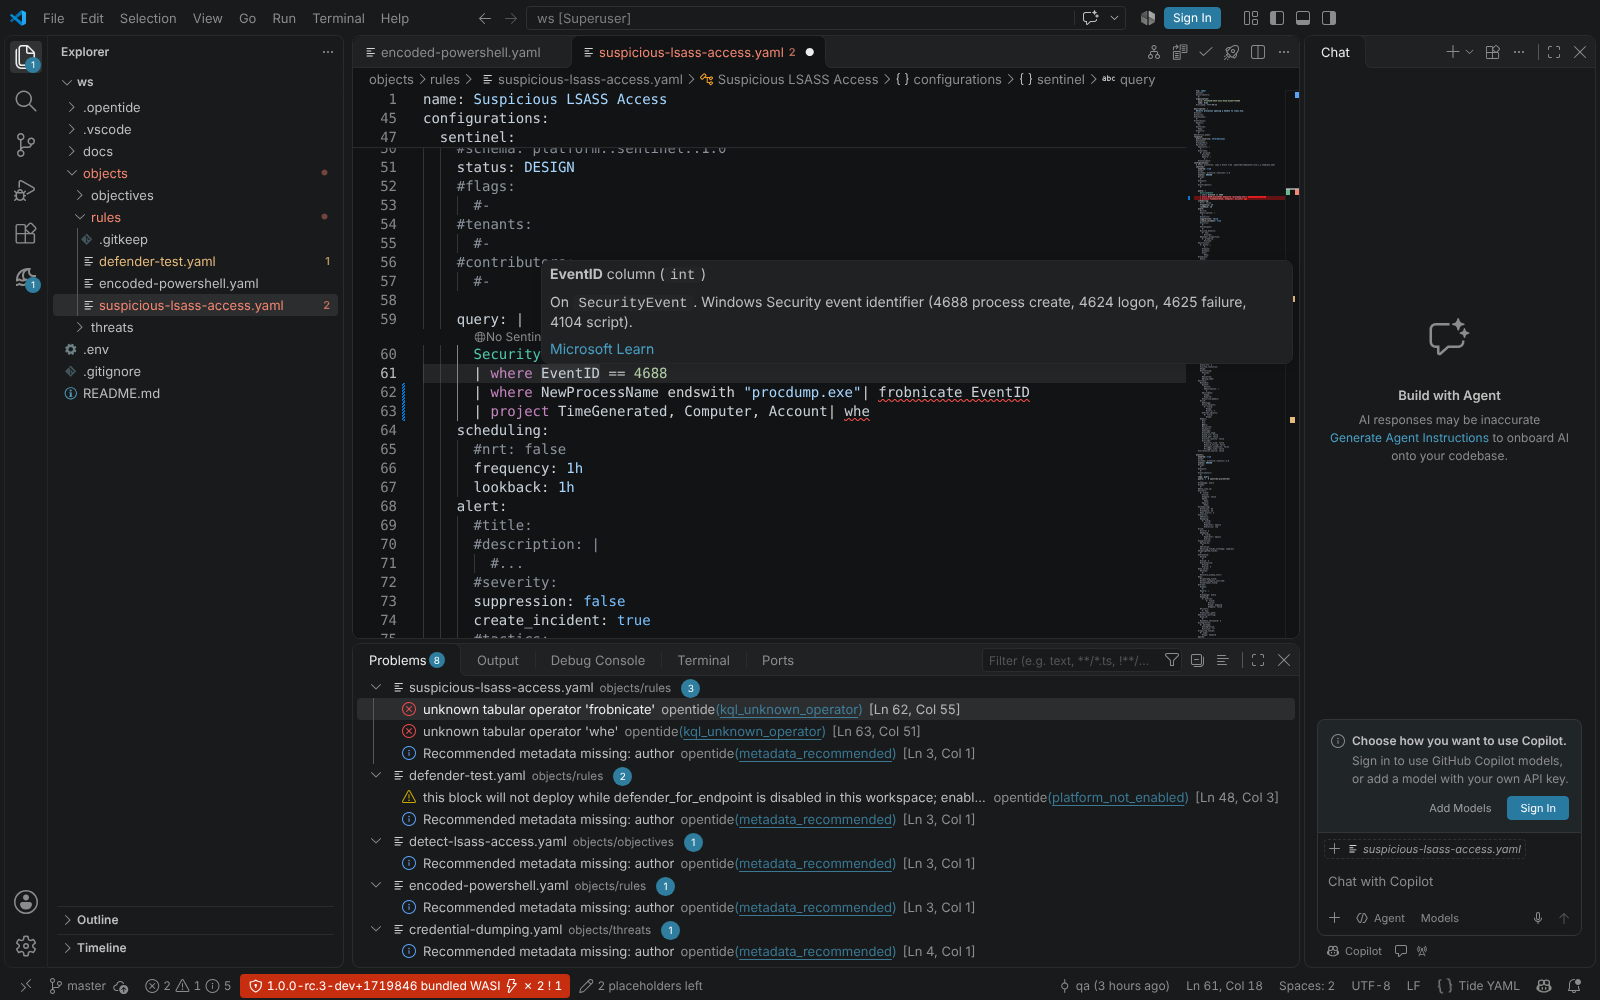 File Edit Selection View Go Run Terminal Help
ws [Superuser]
Sign In
Explorer
ws
.opentide
.vscode
docs
objects
objectives
rules
.gitkeep
defender-test.yaml 1
encoded-powershell.yaml
suspicious-lsass-access.yaml 2
threats
.env
.gitignore
README.md
Outline
Timeline
encoded-powershell.yaml
suspicious-lsass-access.yaml 2
objects > rules > suspicious-lsass-access.yaml > Suspicious LSASS Access > { } configurations > { } sentinel > abc query
1 name: Suspicious LSASS Access
45 configurations:
47 sentinel:
50 #schema: platform::sentinel::1.0
51 status: DESIGN
52 #flags:
53 #-
54 #tenants:
55 #-
56 #contributors:
57 #-
58
59 query: |
No Sentin
EventID column ( int )
On SecurityEvent . Windows Security event identifier (4688 process create, 4624 logon, 4625 failure,
4104 script).
Microsoft Learn
60 Security
61 | where EventID == 4688
62 | where NewProcessName endswith "procdump.exe"| frobnicate EventID
63 | project TimeGenerated, Computer, Account| whe
64 scheduling:
65 #nrt: false
66 frequency: 1h
67 lookback: 1h
68 alert:
69 #title:
70 #description: |
71 #...
72 #severity:
73 suppression: false
74 create_incident: true
75 #tactics:
Problems 8 Output Debug Console Terminal Ports
Filter (e.g. text, **/*.ts, !**/...
suspicious-lsass-access.yaml objects/rules 3
unknown tabular operator 'frobnicate' opentide(kql_unknown_operator) [Ln 62, Col 55]
unknown tabular operator 'whe' opentide(kql_unknown_operator) [Ln 63, Col 51]
Recommended metadata missing: author opentide(metadata_recommended) [Ln 3, Col 1]
defender-test.yaml objects/rules 2
this block will not deploy while defender_for_endpoint is disabled in this workspace; enabl... opentide(platform_not_enabled) [Ln 48, Col 3]
Recommended metadata missing: author opentide(metadata_recommended) [Ln 3, Col 1]
detect-lsass-access.yaml objects/objectives 1
Recommended metadata missing: author opentide(metadata_recommended) [Ln 3, Col 1]
encoded-powershell.yaml objects/rules 1
Recommended metadata missing: author opentide(metadata_recommended) [Ln 3, Col 1]
credential-dumping.yaml objects/threats 1
Recommended metadata missing: author opentide(metadata_recommended) [Ln 4, Col 1]
Chat
Build with Agent
AI responses may be inaccurate
Generate Agent Instructions to onboard AI
onto your codebase.
Choose how you want to use Copilot.
Sign in to use GitHub Copilot models,
or add a model with your own API key.
Add Models Sign In
suspicious-lsass-access.yaml
Chat with Copilot
Agent Models
Copilot
1
1
master 2 1 5 1.0.0-rc.3-dev+1719846 bundled WASI × 2 ! 1 2 placeholders left
qa (3 hours ago) Ln 61, Col 18 Spaces: 2 UTF-8 LF { } Tide YAML